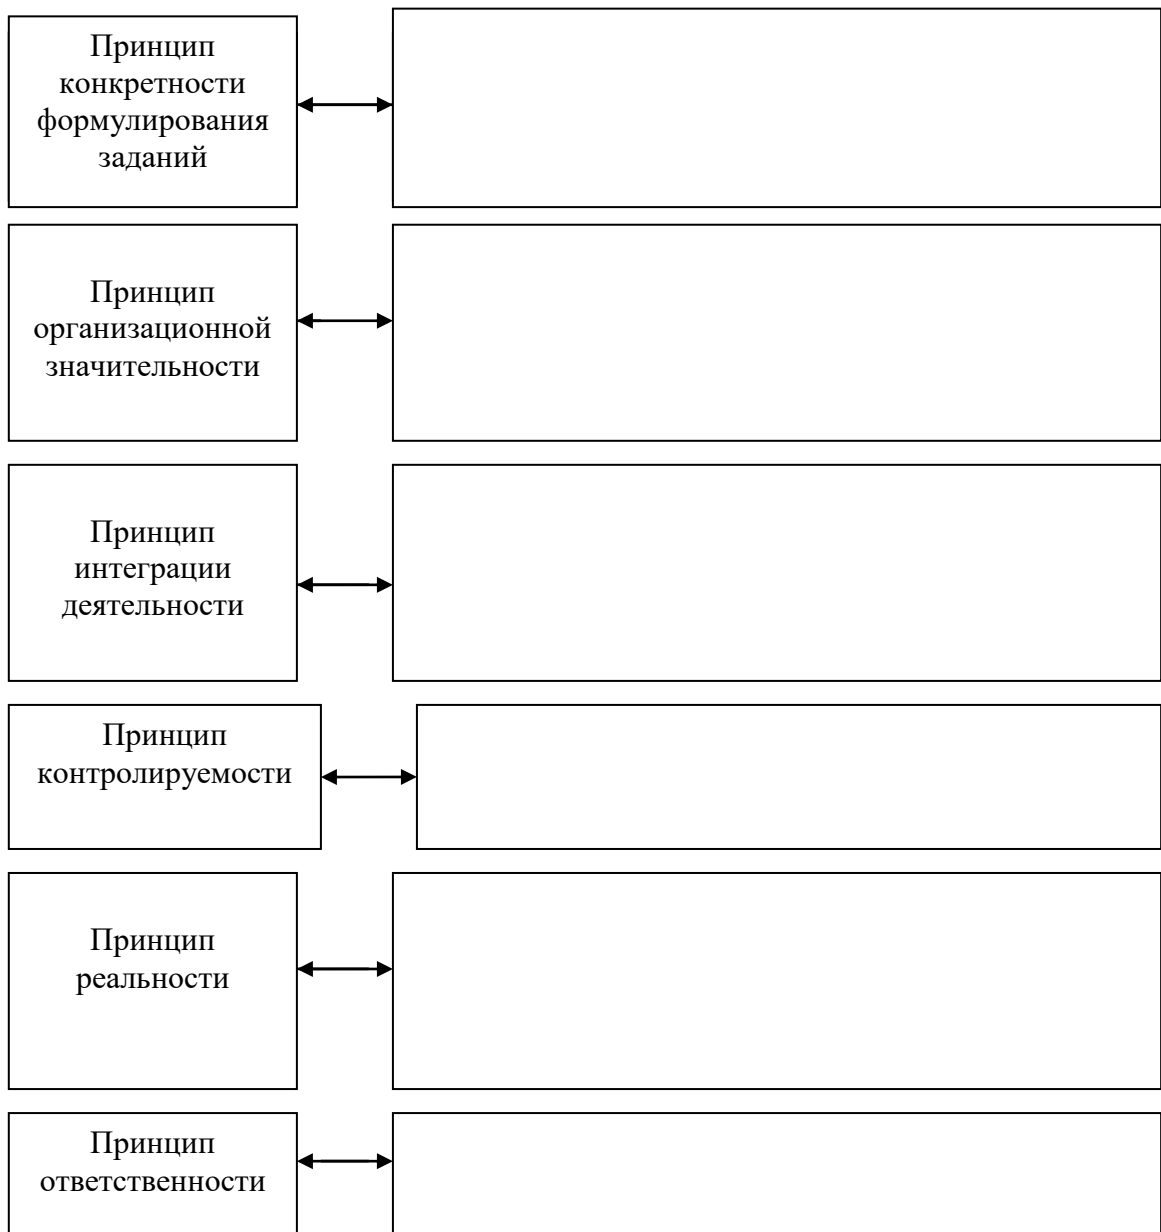 Принцип
конкретности
формулирования
заданий
Принцип
организационной
значительности
Принцип
интеграции
деятельности
Принцип
контролируемости
Принцип
реальности
Принцип
ответственности